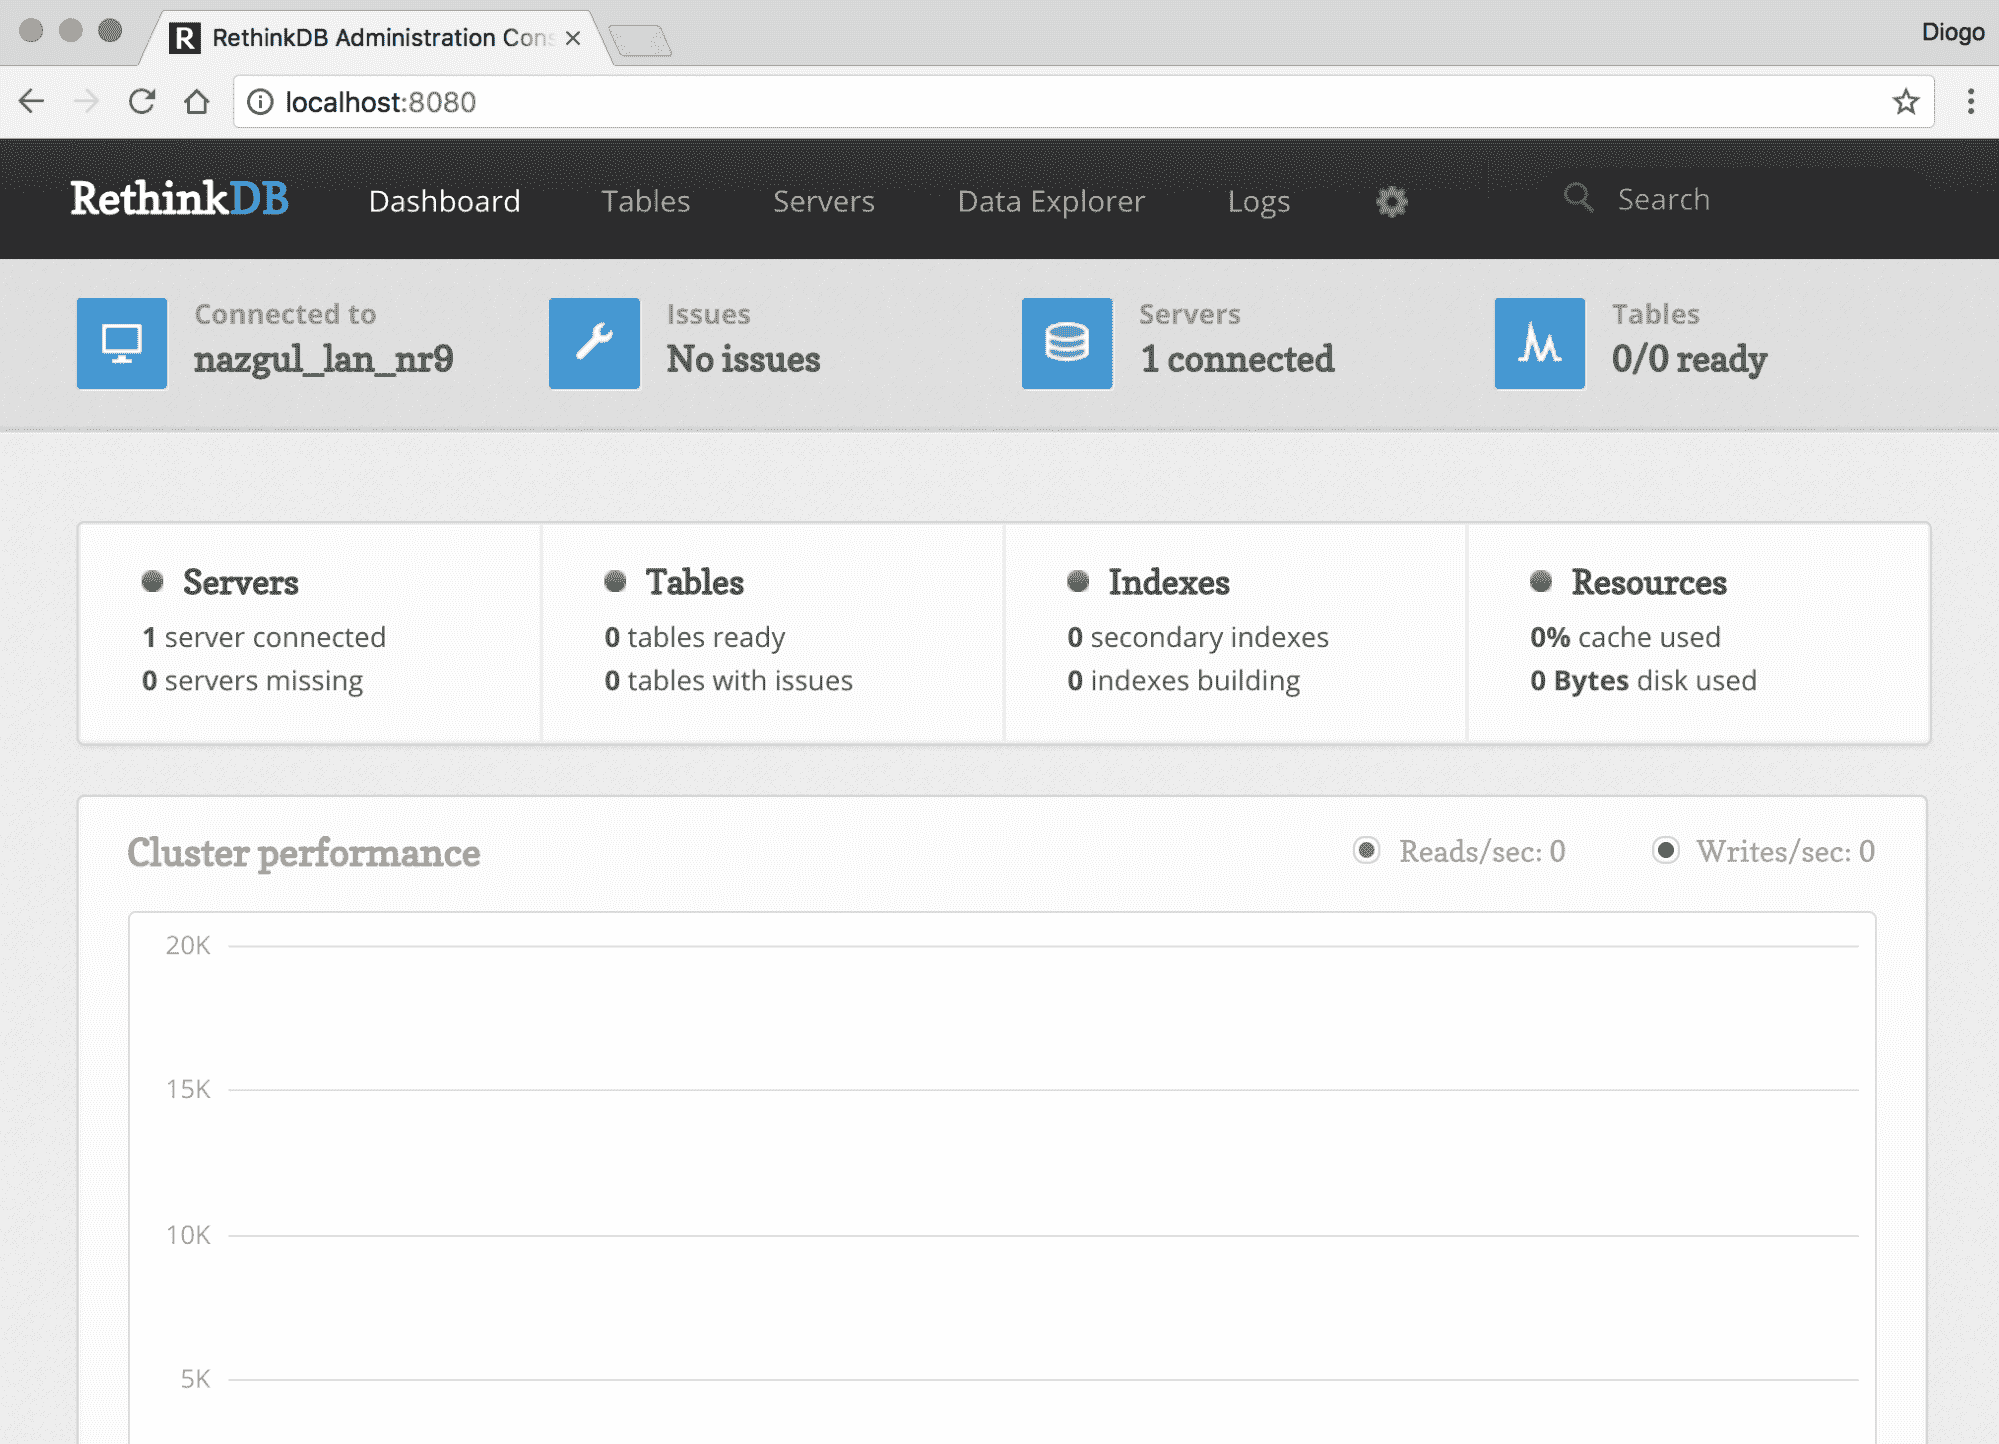 R RethinkDB Administration Cons
Diogo
localhost:8080
RethinkDB Dashboard Tables Servers Data Explorer Logs Search
Connected to Issues Servers Tables
nazgul_lan_nr9 No issues 1 connected 0/0 ready
Servers Tables Indexes Resources
1 server connected 0 tables ready 0 secondary indexes 0% cache used
0 servers missing 0 tables with issues 0 indexes building 0 Bytes disk used
Cluster performance Reads/sec: 0 Writes/sec: 0
20K
15K
10K
5K